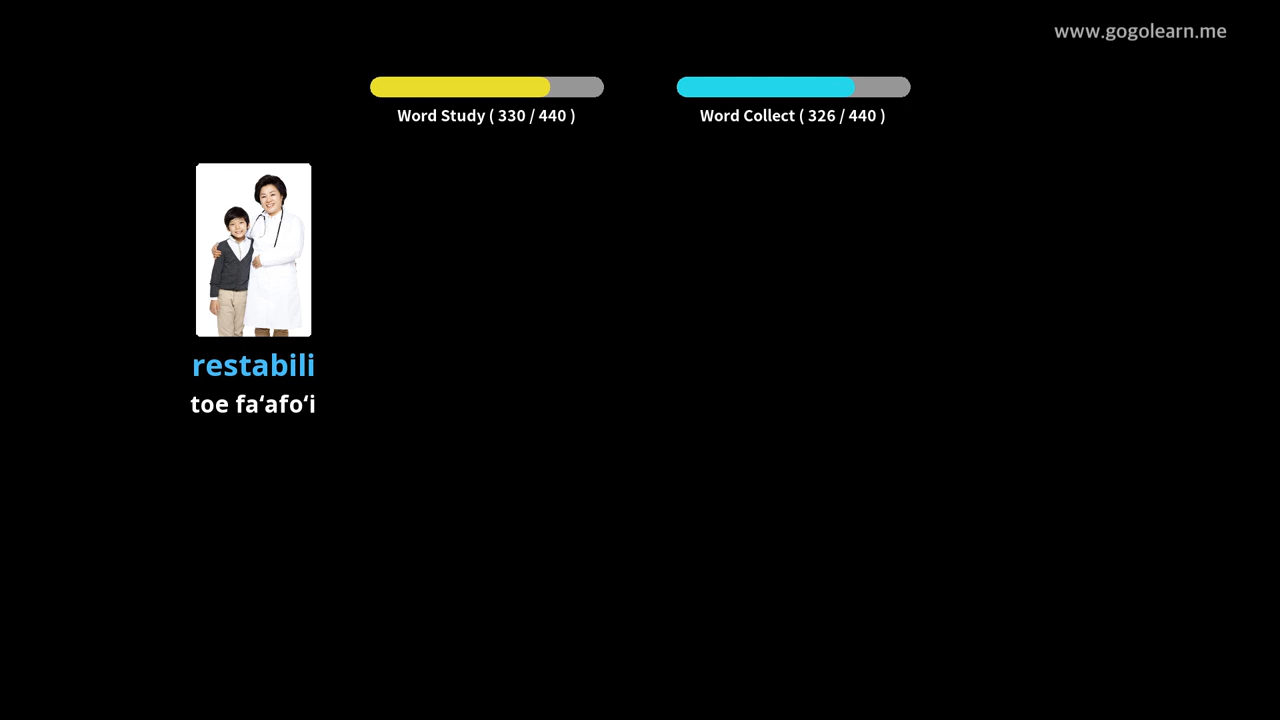 www.gogolearn.me
Word Study ( 330 / 440 )
Word Collect ( 326 / 440 )
restabili
toe faʻafoʻi